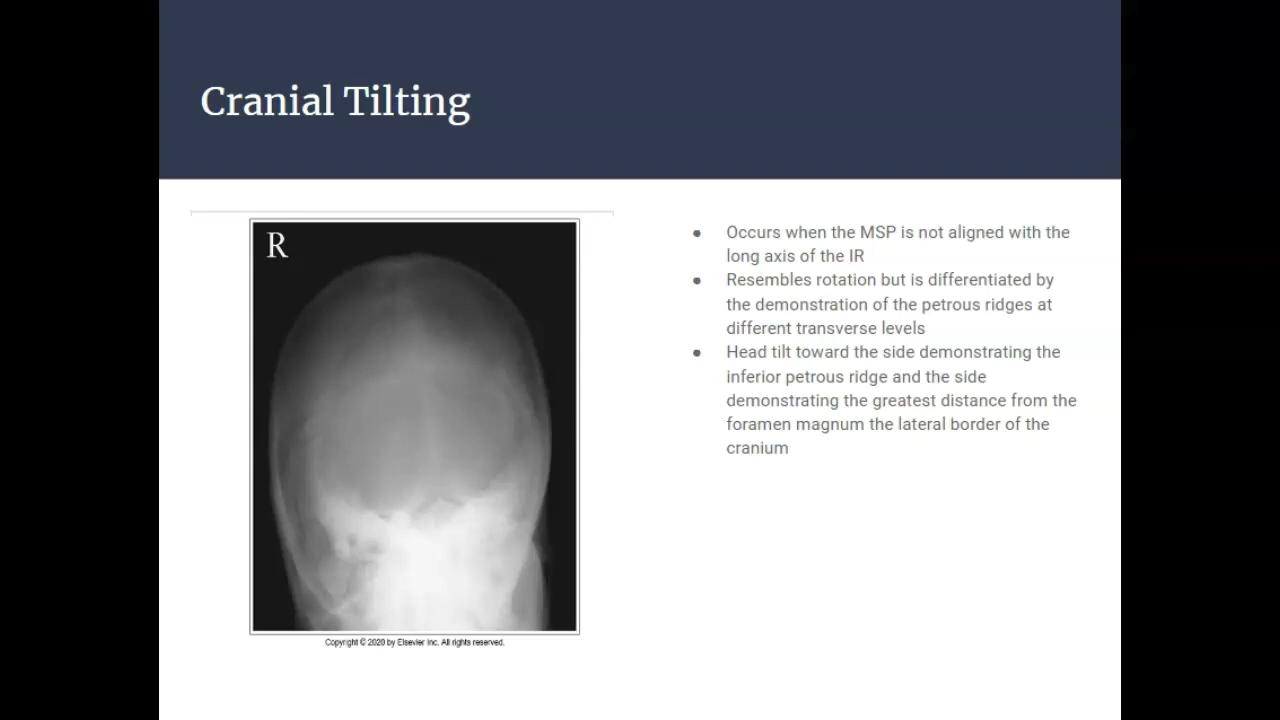 Cranial Tilting
R
● Occurs when the MSP is not aligned with the
long axis of the IR
● Resembles rotation but is differentiated by
the demonstration of the petrous ridges at
different transverse levels
● Head tilt toward the side demonstrating the
inferior petrous ridge and the side
demonstrating the greatest distance from the
foramen magnum the lateral border of the
cranium
Copyright © 2020 by Elsevier Inc. All rights reserved.